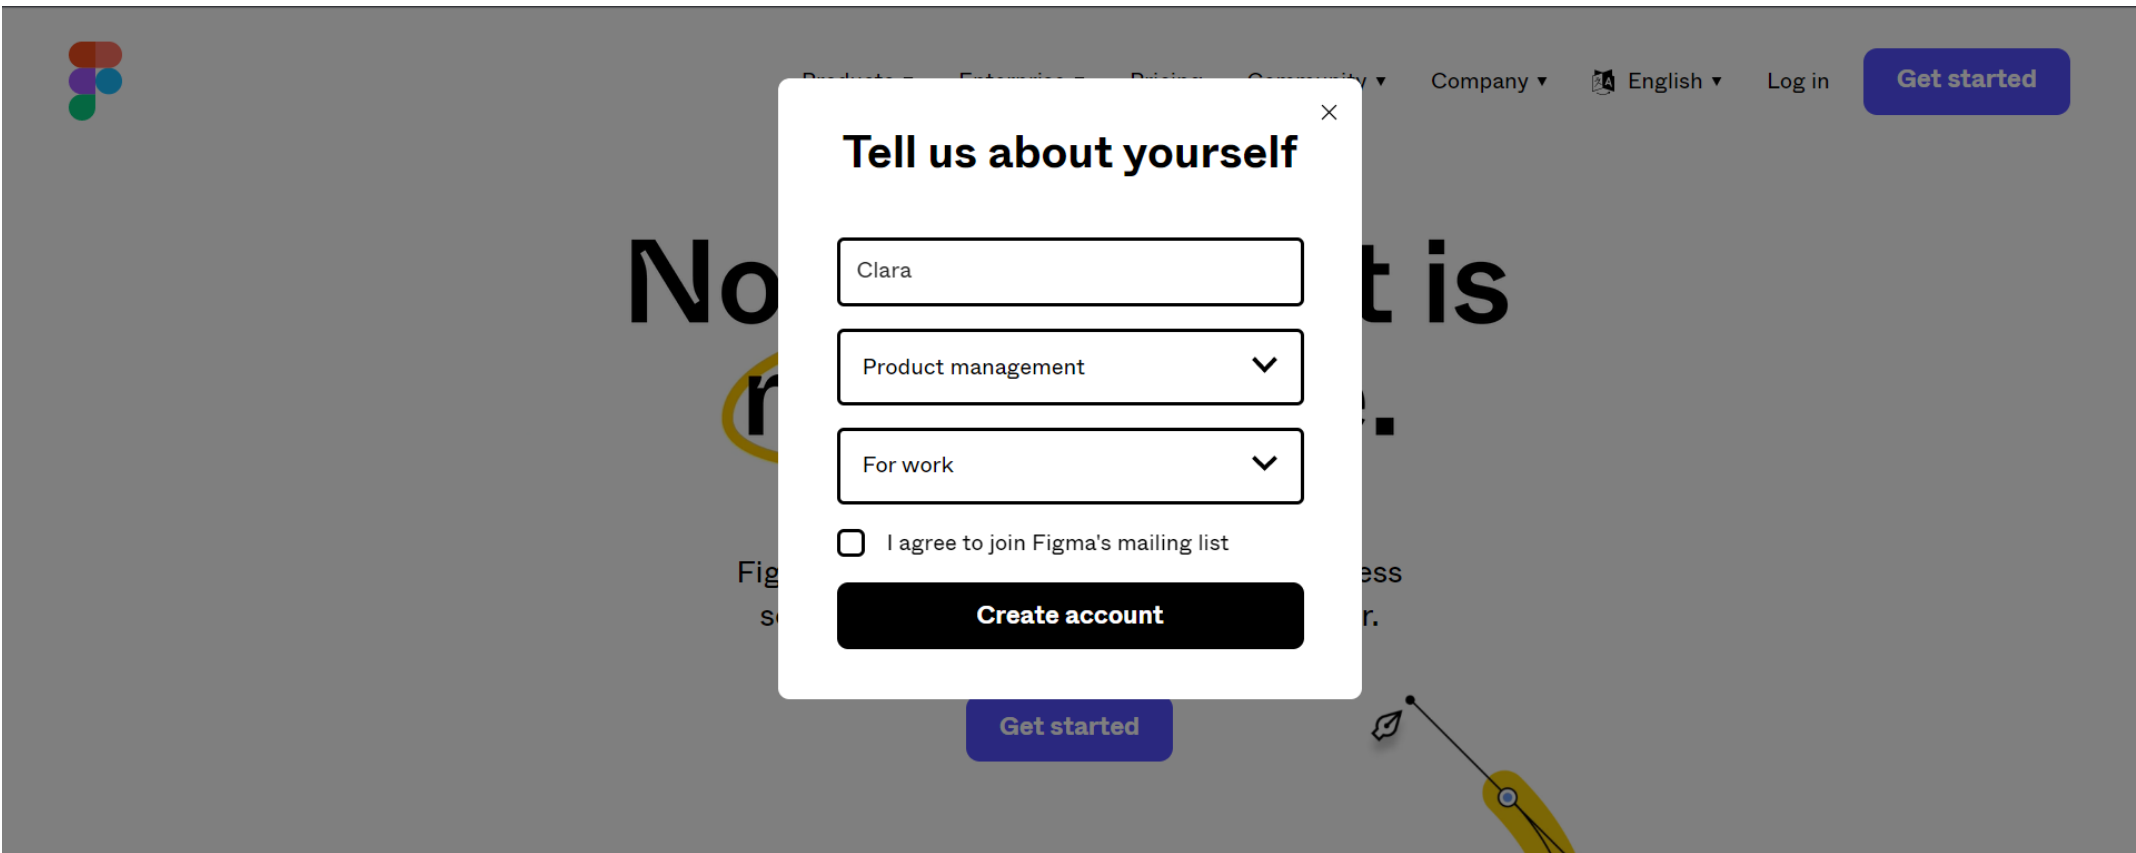 Company ▾
English ▾
Log in
Get started
Tell us about yourself
Clara
Product management
For work
I agree to join Figma's mailing list
Create account
is
Get started